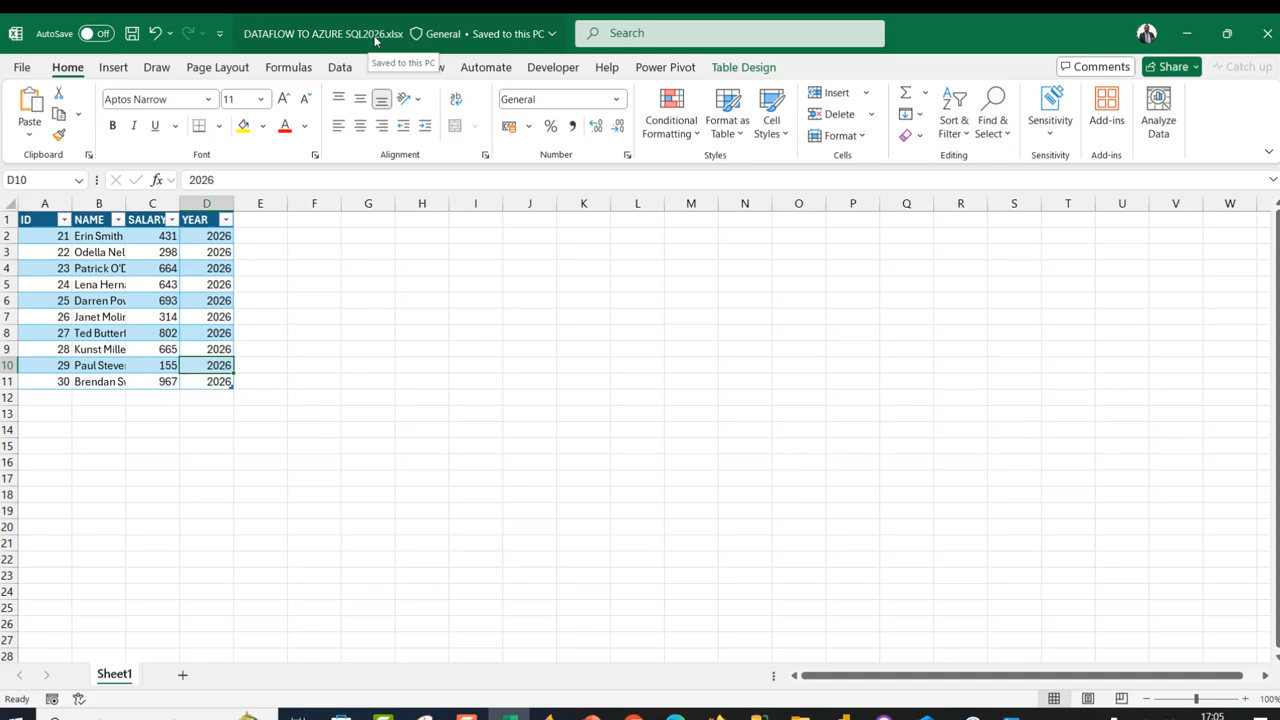 AutoSave Off DATAFLOW TO AZURE SQL2026.xlsx General • Saved to this PC Search
Saved to this PC
File Home Insert Draw Page Layout Formulas Data Automate Developer Help Power Pivot Table Design Comments Share Catch up
Paste Aptos Narrow 11 B I U A General % Conditional Formatting Format as Table Cell Styles Insert Delete Format Sort & Filter Find & Select Sensitivity Add-ins Analyze Data
Clipboard Font Alignment Number Styles Cells Editing Sensitivity Add-ins
D10 fx 2026
A B C D E F G H I J K L M N O P Q R S T U V W
1 ID NAME SALARY YEAR
2 21 Erin Smith 431 2026
3 22 Odella Nel 298 2026
4 23 Patrick O'D 664 2026
5 24 Lena Herna 643 2026
6 25 Darren Pov 693 2026
7 26 Janet Molin 314 2026
8 27 Ted Butterf 802 2026
9 28 Kunst Mille 665 2026
10 29 Paul Steve 155 2026
11 30 Brendan Sv 967 2026
12
13
14
15
16
17
18
19
20
21
22
23
24
25
26
27
28
Sheet1
Ready 100%
17:05